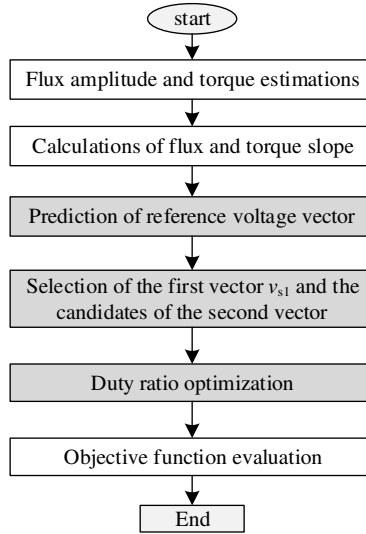 start
Flux amplitude and torque estimations
Calculations of flux and torque slope
Prediction of reference voltage vector
Selection of the first vector vs1 and the
candidates of the second vector
Duty ratio optimization
Objective function evaluation
End